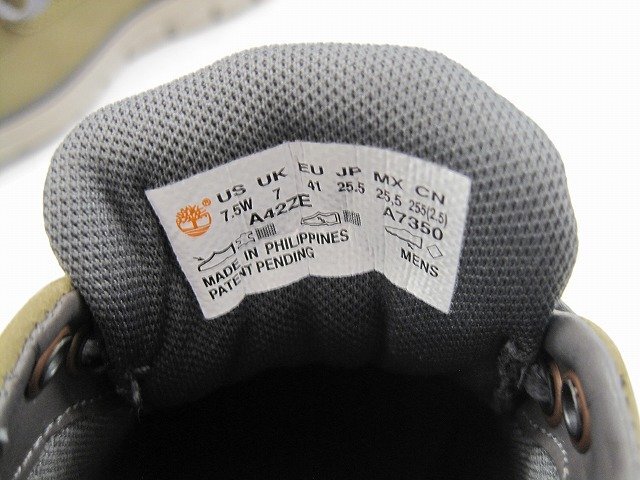 US UK EU JP MX CN
7.5W 7 41 25.5 25.5 255(2.5)
A42ZE A7350
MADE IN PHILIPPINES MENS
PATENT PENDING